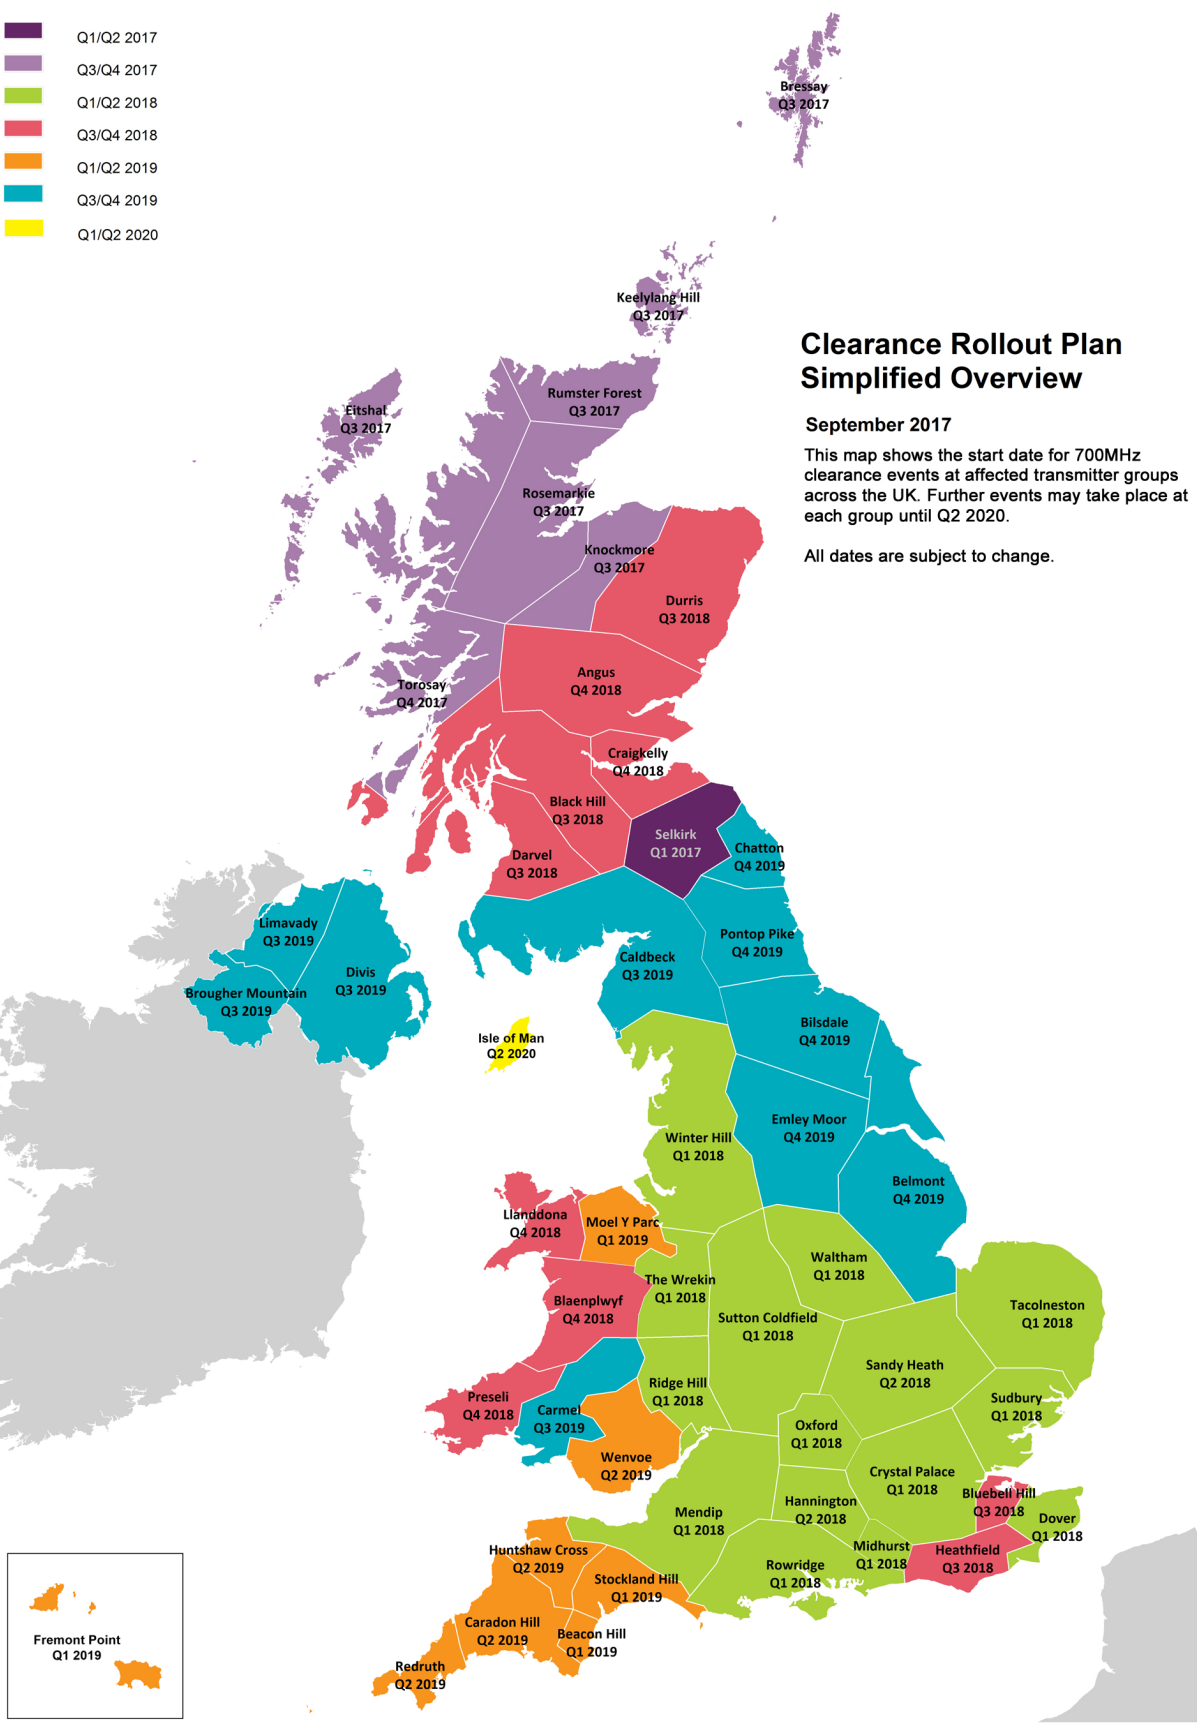 Q1/Q2 2017
Q3/Q4 2017
Q1/Q2 2018
Q3/Q4 2018
Q1/Q2 2019
Q3/Q4 2019
Q1/Q2 2020
Bressay
Q3 2017
Keelylang Hill
Q3 2017
Clearance Rollout Plan
Simplified Overview
September 2017
This map shows the start date for 700MHz
clearance events at affected transmitter groups
across the UK. Further events may take place at
each group until Q2 2020.
All dates are subject to change.
Rumster Forest
Q3 2017
Eitshal
Q3 2017
Rosemarkie
Q3 2017
Knockmore
Q3 2017
Durris
Q3 2018
Angus
Q4 2018
Torosay
Q4 2017
Craigkelly
Q4 2018
Black Hill
Q3 2018
Selkirk
Q1 2017
Chatton
Q4 2019
Darvel
Q3 2018
Limavady
Q3 2019
Pontop Pike
Q4 2019
Caldbeck
Q3 2019
Divis
Q3 2019
Brougher Mountain
Q3 2019
Bilsdale
Q4 2019
Isle of Man
Q2 2020
Emley Moor
Q4 2019
Winter Hill
Q1 2018
Belmont
Q4 2019
Llanddona
Q4 2018
Moel Y Parc
Q1 2019
Waltham
Q1 2018
The Wrekin
Q1 2018
Blaenplwyf
Q4 2018
Tacolneston
Q1 2018
Sutton Coldfield
Q1 2018
Sandy Heath
Q2 2018
Ridge Hill
Q1 2018
Preseli
Q4 2018
Sudbury
Q1 2018
Carmel
Q3 2019
Oxford
Q1 2018
Wenvoe
Q2 2019
Crystal Palace
Q1 2018
Bluebell Hill
Q3 2018
Hannington
Q2 2018
Mendip
Q1 2018
Dover
Q1 2018
Midhurst
Q1 2018
Heathfield
Q3 2018
Huntshaw Cross
Q2 2019
Rowridge
Q1 2018
Stockland Hill
Q1 2019
Caradon Hill
Q2 2019
Beacon Hill
Q1 2019
Fremont Point
Q1 2019
Redruth
Q2 2019